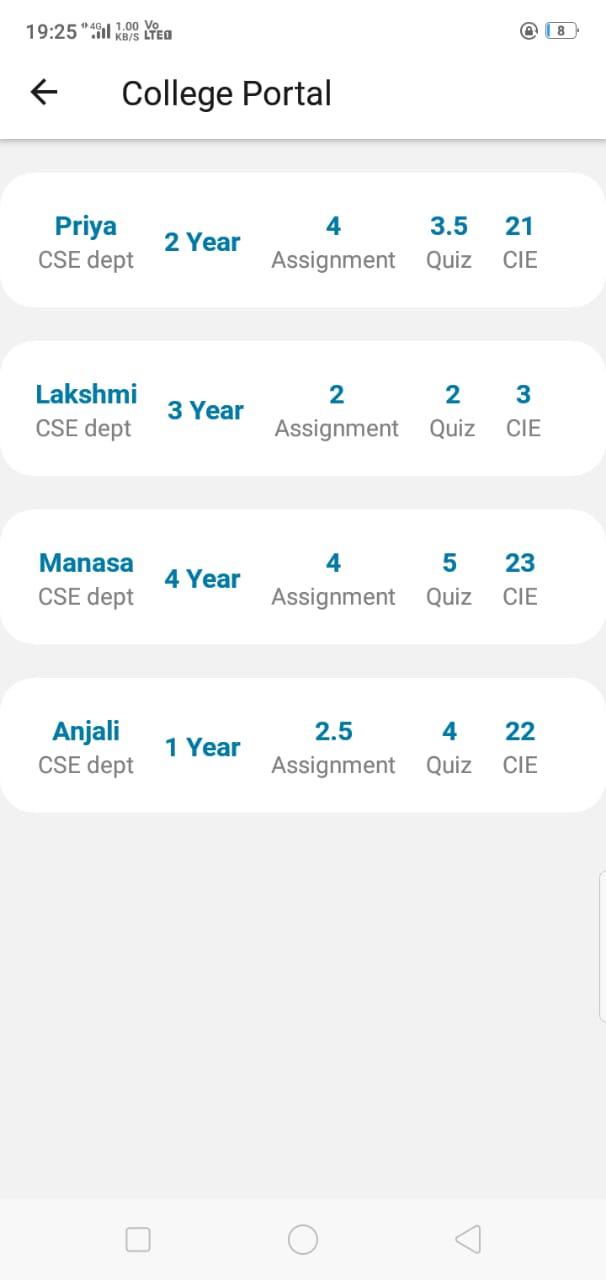 19:25 4G 1.00 KB/S Vo LTE 8
College Portal
Priya 2 Year 4 3.5 21
CSE dept Assignment Quiz CIE
Lakshmi 3 Year 2 2 3
CSE dept Assignment Quiz CIE
Manasa 4 Year 4 5 23
CSE dept Assignment Quiz CIE
Anjali 1 Year 2.5 4 22
CSE dept Assignment Quiz CIE